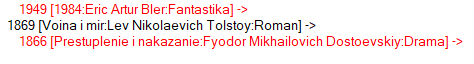 1949 [1984:Eric Artur Bler:Fantastika] ->
1869 [Voina i mir:Lev Nikolaevich Tolstoy:Roman] ->
1866 [Prestuplenie i nakazanie:Fyodor Mikhailovich Dostoevskiy:Drama] ->